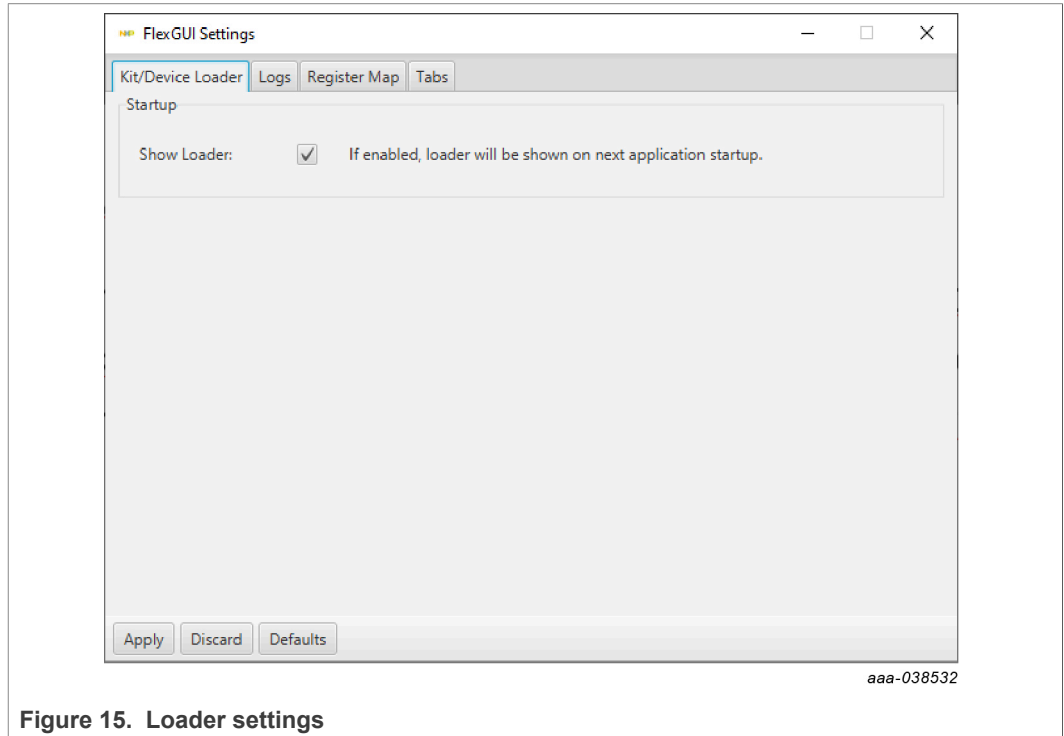 NXP FlexGUI Settings
Kit/Device Loader Logs Register Map Tabs
Startup
Show Loader: If enabled, loader will be shown on next application startup.
Apply Discard Defaults
aaa-038532
Figure 15. Loader settings